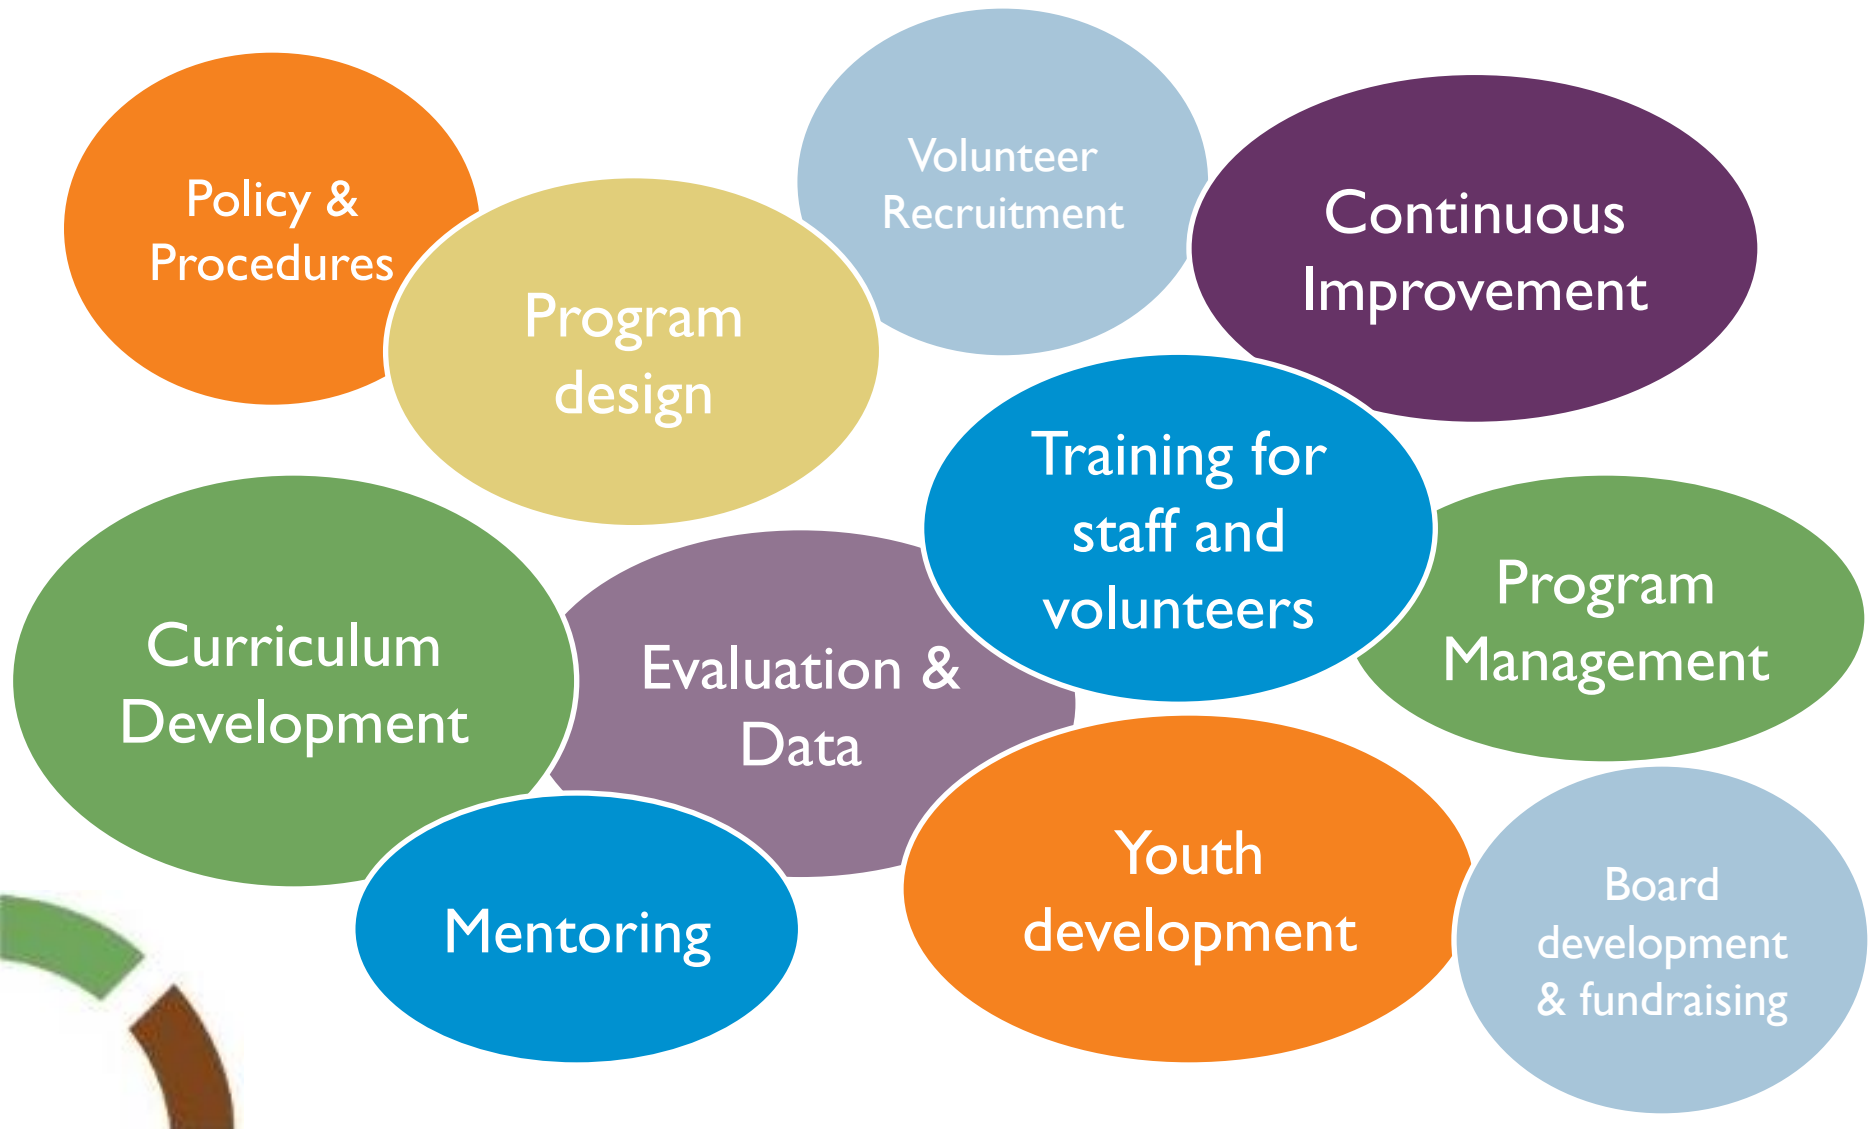 Policy &
Procedures
Program
design
Volunteer
Recruitment
Continuous
Improvement
Training for
staff and
volunteers
Program
Management
Curriculum
Development
Evaluation &
Data
Mentoring
Youth
development
Board
development
& fundraising